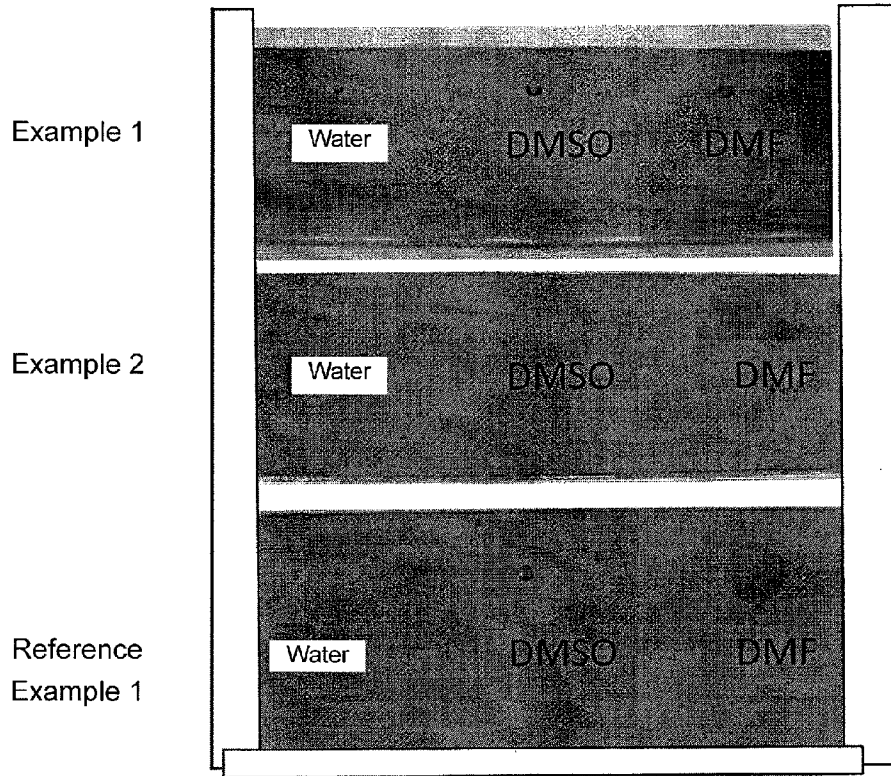 Example 1
Water DMSO DMF
Example 2
Water DMSO DMF
Reference
Example 1
Water DMSO DMF